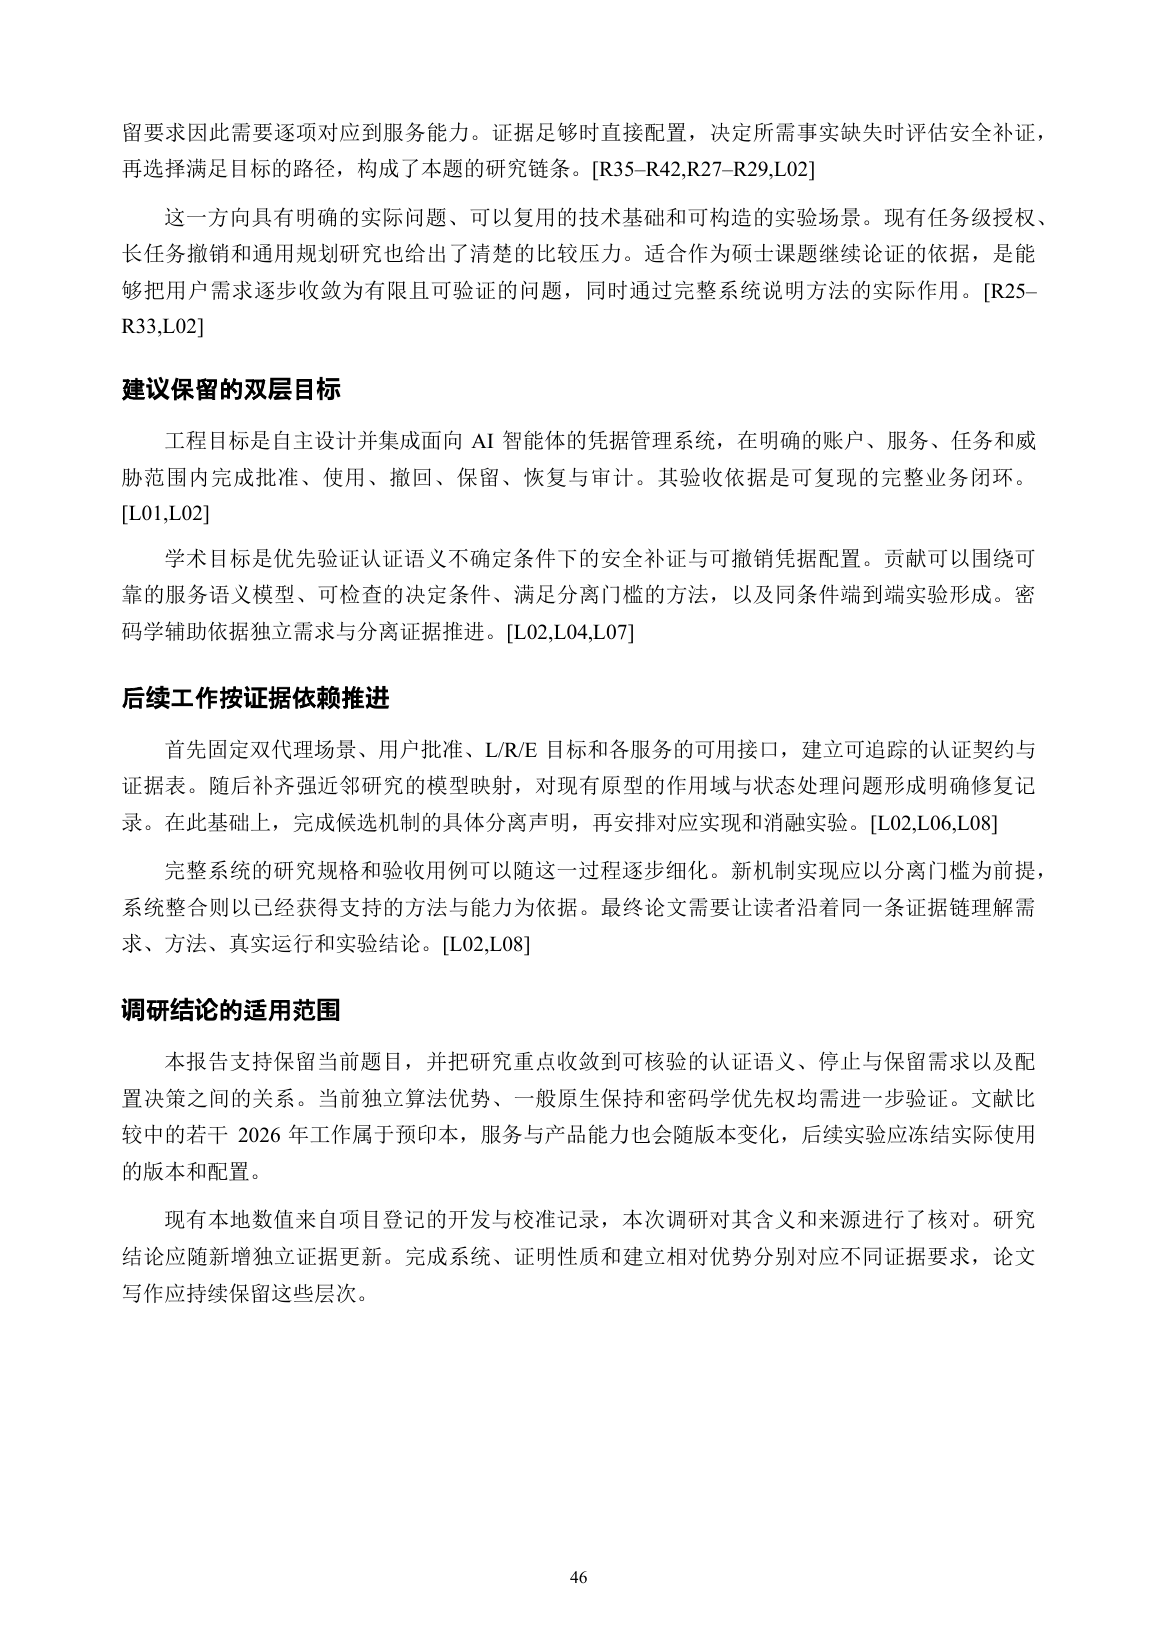 留要求因此需要逐项对应到服务能力。证据足够时直接配置，决定所需事实缺失时评估安全补证，
再选择满足目标的路径，构成了本题的研究链条。[R35–R42,R27–R29,L02]
这一方向具有明确的实际问题、可以复用的技术基础和可构造的实验场景。现有任务级授权、
长任务撤销和通用规划研究也给出了清楚的比较压力。适合作为硕士课题继续论证的依据，是能
够把用户需求逐步收敛为有限且可验证的问题，同时通过完整系统说明方法的实际作用。[R25–
R33,L02]
建议保留的双层目标
工程目标是自主设计并集成面向 AI 智能体的凭据管理系统，在明确的账户、服务、任务和威
胁范围内完成批准、使用、撤回、保留、恢复与审计。其验收依据是可复现的完整业务闭环。
[L01,L02]
学术目标是优先验证认证语义不确定条件下的安全补证与可撤销凭据配置。贡献可以围绕可
靠的服务语义模型、可检查的决定条件、满足分离门槛的方法，以及同条件端到端实验形成。密
码学辅助依据独立需求与分离证据推进。[L02,L04,L07]
后续工作按证据依赖推进
首先固定双代理场景、用户批准、L/R/E 目标和各服务的可用接口，建立可追踪的认证契约与
证据表。随后补齐强近邻研究的模型映射，对现有原型的作用域与状态处理问题形成明确修复记
录。在此基础上，完成候选机制的具体分离声明，再安排对应实现和消融实验。[L02,L06,L08]
完整系统的研究规格和验收用例可以随这一过程逐步细化。新机制实现应以分离门槛为前提，
系统整合则以已经获得支持的方法与能力为依据。最终论文需要让读者沿着同一条证据链理解需
求、方法、真实运行和实验结论。[L02,L08]
调研结论的适用范围
本报告支持保留当前题目，并把研究重点收敛到可核验的认证语义、停止与保留需求以及配
置决策之间的关系。当前独立算法优势、一般原生保持和密码学优先权均需进一步验证。文献比
较中的若干 2026 年工作属于预印本，服务与产品能力也会随版本变化，后续实验应冻结实际使用
的版本和配置。
现有本地数值来自项目登记的开发与校准记录，本次调研对其含义和来源进行了核对。研究
结论应随新增独立证据更新。完成系统、证明性质和建立相对优势分别对应不同证据要求，论文
写作应持续保留这些层次。
46